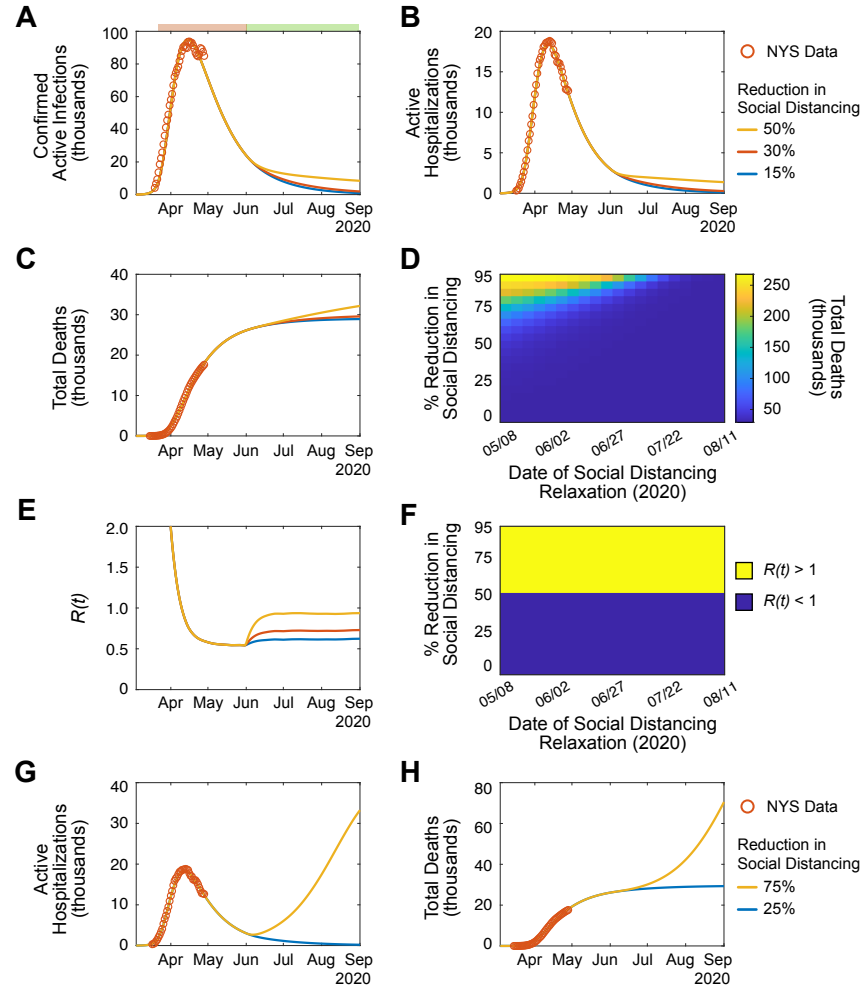 A
Confirmed
Active Infections
(thousands)
100
80
60
40
20
0
Apr May Jun Jul Aug Sep
2020
B
Active
Hospitalizations
(thousands)
20
15
10
5
0
Apr May Jun Jul Aug Sep
2020
NYS Data
Reduction in
Social Distancing
50%
30%
15%
C
Total Deaths
(thousands)
40
30
20
10
0
Apr May Jun Jul Aug Sep
2020
D
% Reduction in
Social Distancing
95
75
50
25
0
05/08 06/02 06/27 07/22 08/11
Date of Social Distancing
Relaxation (2020)
250
200
150
100
50
Total Deaths
(thousands)
E
R(t)
2.0
1.5
1.0
0.5
0
Apr May Jun Jul Aug Sep
2020
F
% Reduction in
Social Distancing
95
75
50
25
0
05/08 06/02 06/27 07/22 08/11
Date of Social Distancing
Relaxation (2020)
R(t) > 1
R(t) < 1
G
Active
Hospitalizations
(thousands)
40
30
20
10
0
Apr May Jun Jul Aug Sep
2020
H
Total Deaths
(thousands)
80
60
40
20
0
Apr May Jun Jul Aug Sep
2020
NYS Data
Reduction in
Social Distancing
75%
25%